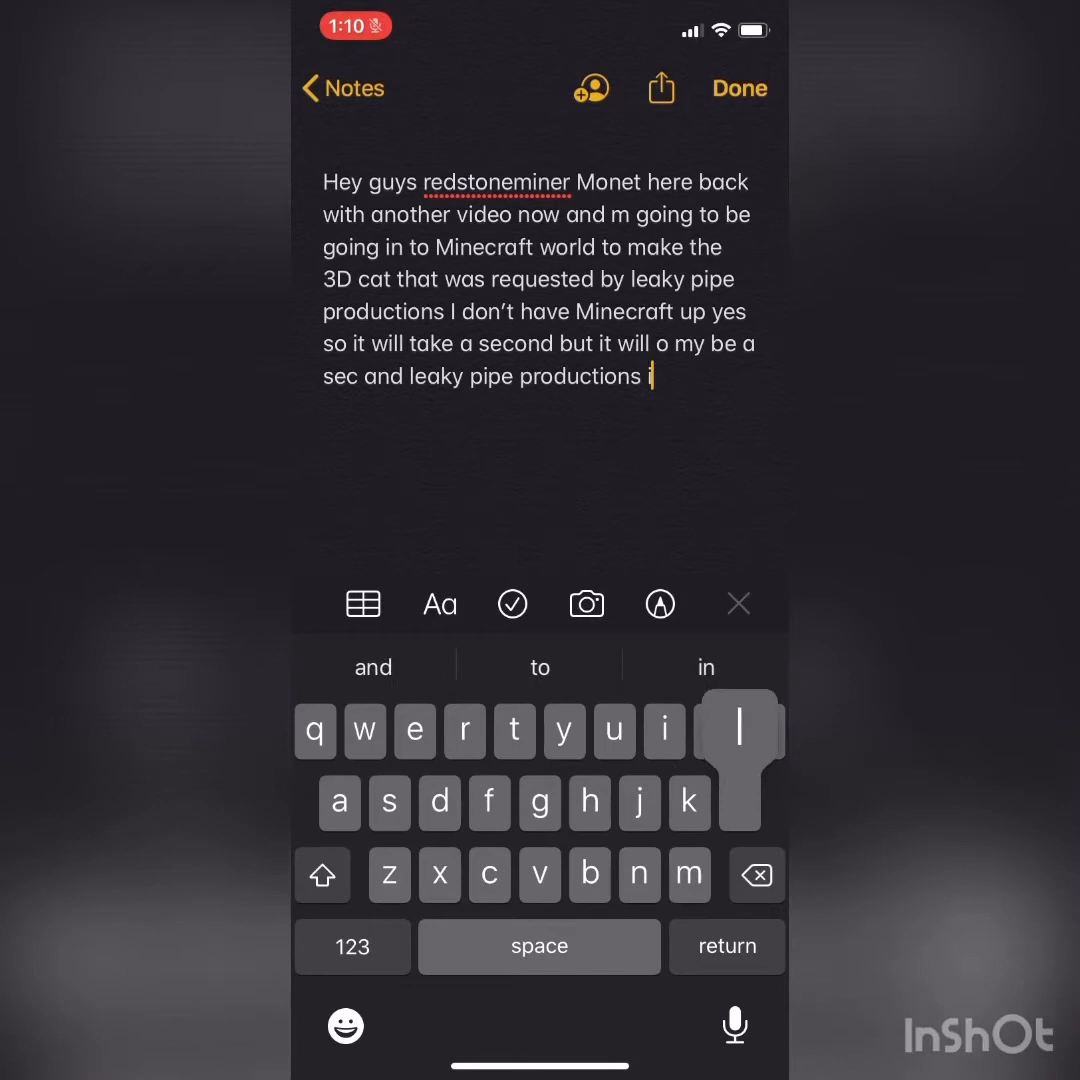 1:10
Notes
Done
Hey guys redstoneminer Monet here back
with another video now and m going to be
going in to Minecraft world to make the
3D cat that was requested by leaky pipe
productions I don't have Minecraft up yes
so it will take a second but it will o my be a
sec and leaky pipe productions i
Aa
and to in
q w e r t y u i l
a s d f g h j k
z x c v b n m
123 space return
InShOt